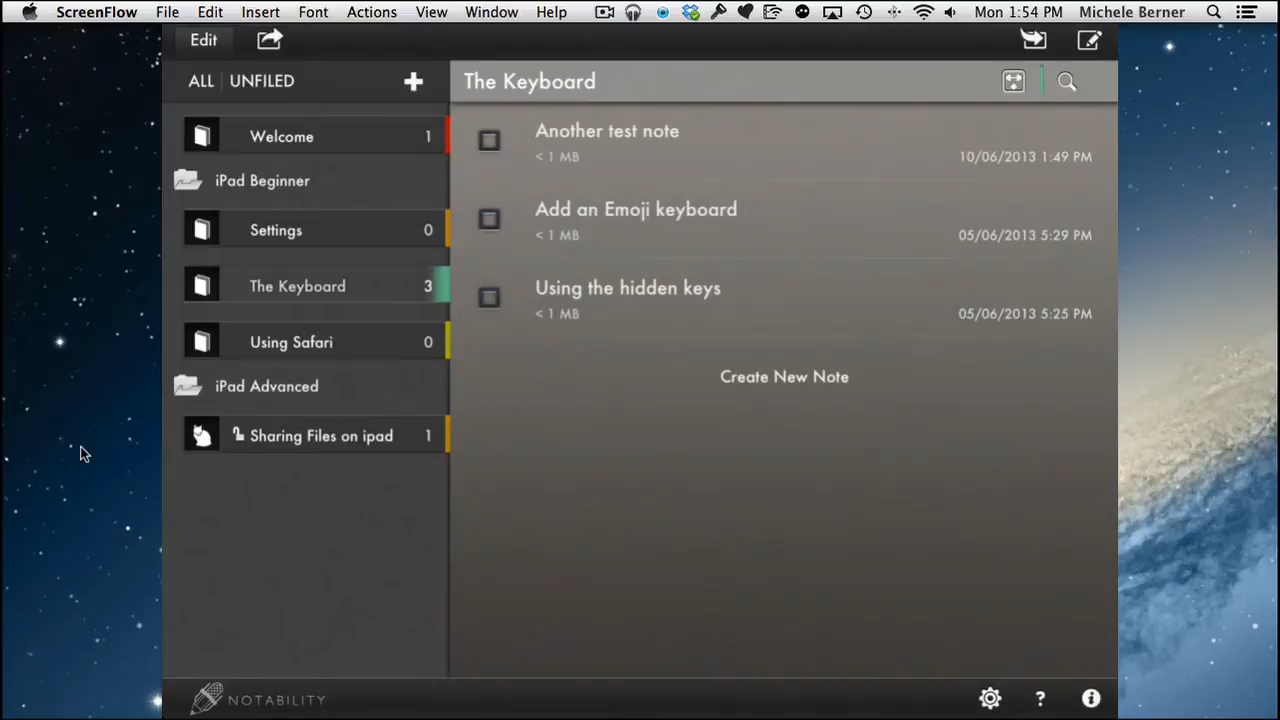 ScreenFlow File Edit Insert Font Actions View Window Help Mon 1:54 PM Michele Berner
Edit
ALL UNFILED
Welcome 1
iPad Beginner
Settings 0
The Keyboard 3
Using Safari 0
iPad Advanced
Sharing Files on ipad 1
The Keyboard
Another test note
< 1 MB 10/06/2013 1:49 PM
Add an Emoji keyboard
< 1 MB 05/06/2013 5:29 PM
Using the hidden keys
< 1 MB 05/06/2013 5:25 PM
Create New Note
NOTABILITY